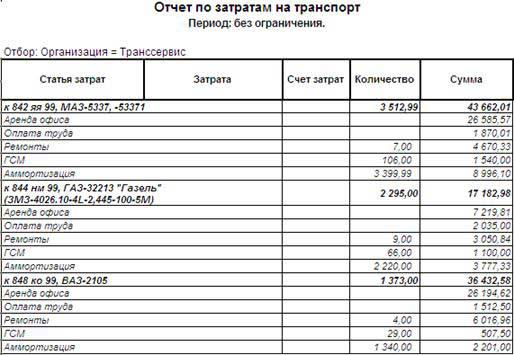 Отчет по затратам на транспорт
Период: без ограничения.
Отбор: Организация = Транссервис
Статья затрат Затрата Счет затрат Количество Сумма
к 842 яя 99, МАЗ-5337, -53371 3 512,99 43 662,01
Аренда офиса 26 585,57
Оплата труда 1 870,01
Ремонты 7,00 4 670,33
ГСМ 106,00 1 540,00
Аммортизация 3 399,99 8 996,10
к 844 нм 99, ГАЗ-32213 "Газель" 2 295,00 17 182,98
(ЗМЗ-4026.10-4L-2,445-100-5M)
Аренда офиса 7 219,81
Оплата труда 2 035,00
Ремонты 9,00 3 050,84
ГСМ 66,00 1 100,00
Аммортизация 2 220,00 3 777,33
к 848 ко 99, ВАЗ-2105 1 373,00 36 432,58
Аренда офиса 26 194,62
Оплата труда 1 512,50
Ремонты 4,00 6 016,96
ГСМ 29,00 507,50
Аммортизация 1 340,00 2 201,00